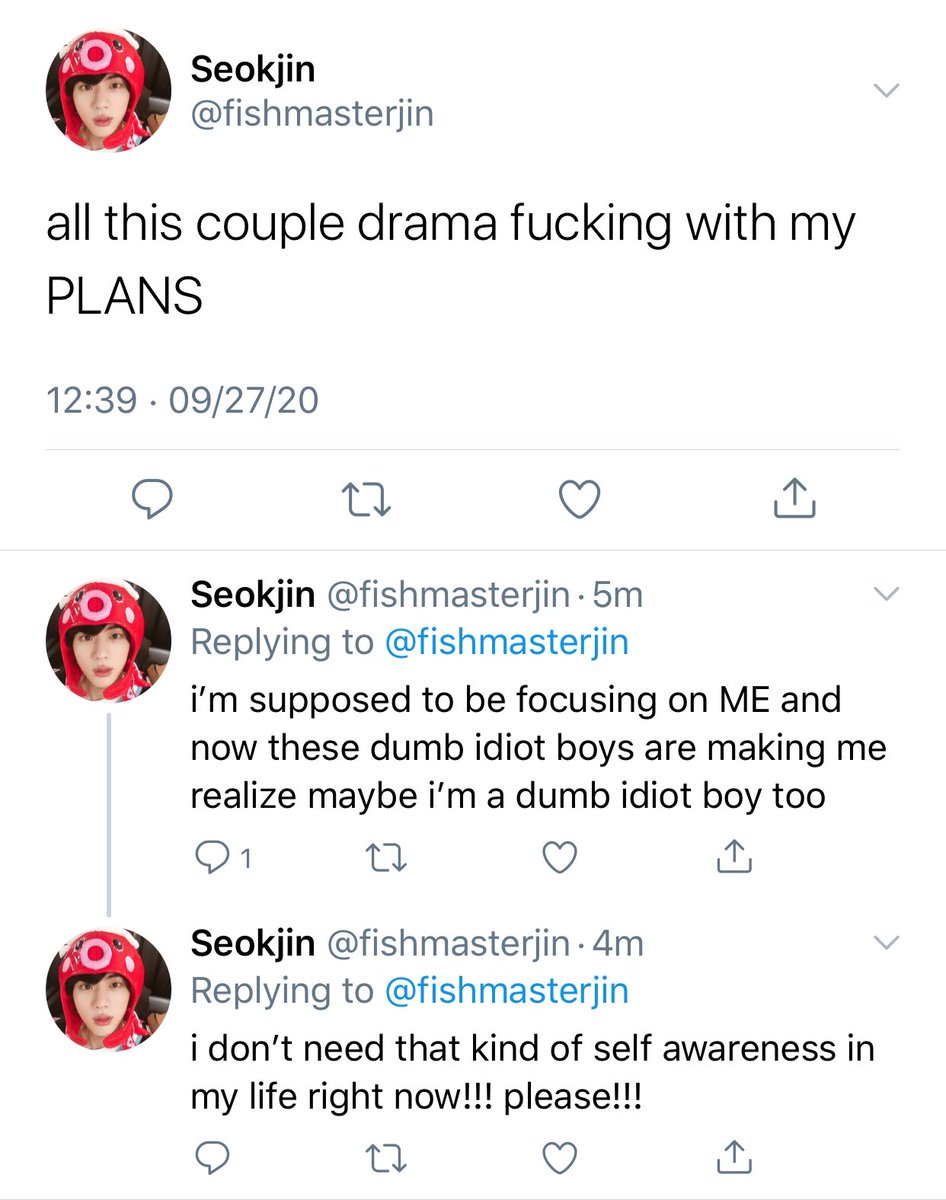 Seokjin
@fishmasterjin
all this couple drama fucking with my
PLANS
12:39 · 09/27/20
Seokjin @fishmasterjin · 5m
Replying to @fishmasterjin
i’m supposed to be focusing on ME and
now these dumb idiot boys are making me
realize maybe i’m a dumb idiot boy too
1
Seokjin @fishmasterjin · 4m
Replying to @fishmasterjin
i don’t need that kind of self awareness in
my life right now!!! please!!!